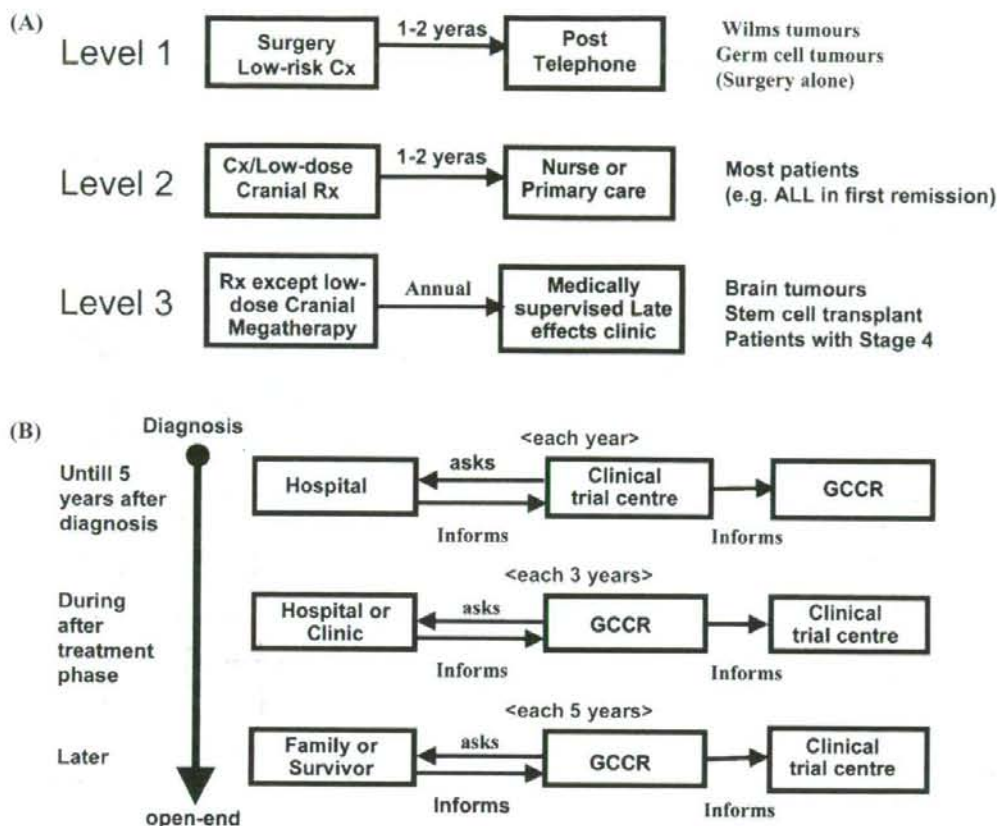 (A)
Level 1
Surgery
Low-risk Cx
1-2 yeras
Post
Telephone
Wilms tumours
Germ cell tumours
(Surgery alone)
Level 2
Cx/Low-dose
Cranial Rx
1-2 yeras
Nurse or
Primary care
Most patients
(e.g. ALL in first remission)
Level 3
Rx except low-
dose Cranial
Megatherapy
Annual
Medically
supervised Late
effects clinic
Brain tumours
Stem cell transplant
Patients with Stage 4
(B)
Diagnosis
Untill 5
years after
diagnosis
<each year>
Hospital
asks
Informs
Clinical
trial centre
Informs
GCCR
During
after
treatment
phase
<each 3 years>
Hospital or
Clinic
asks
Informs
GCCR
Informs
Clinical
trial centre
Later
<each 5 years>
Family or
Survivor
asks
Informs
GCCR
Informs
Clinical
trial centre
open-end